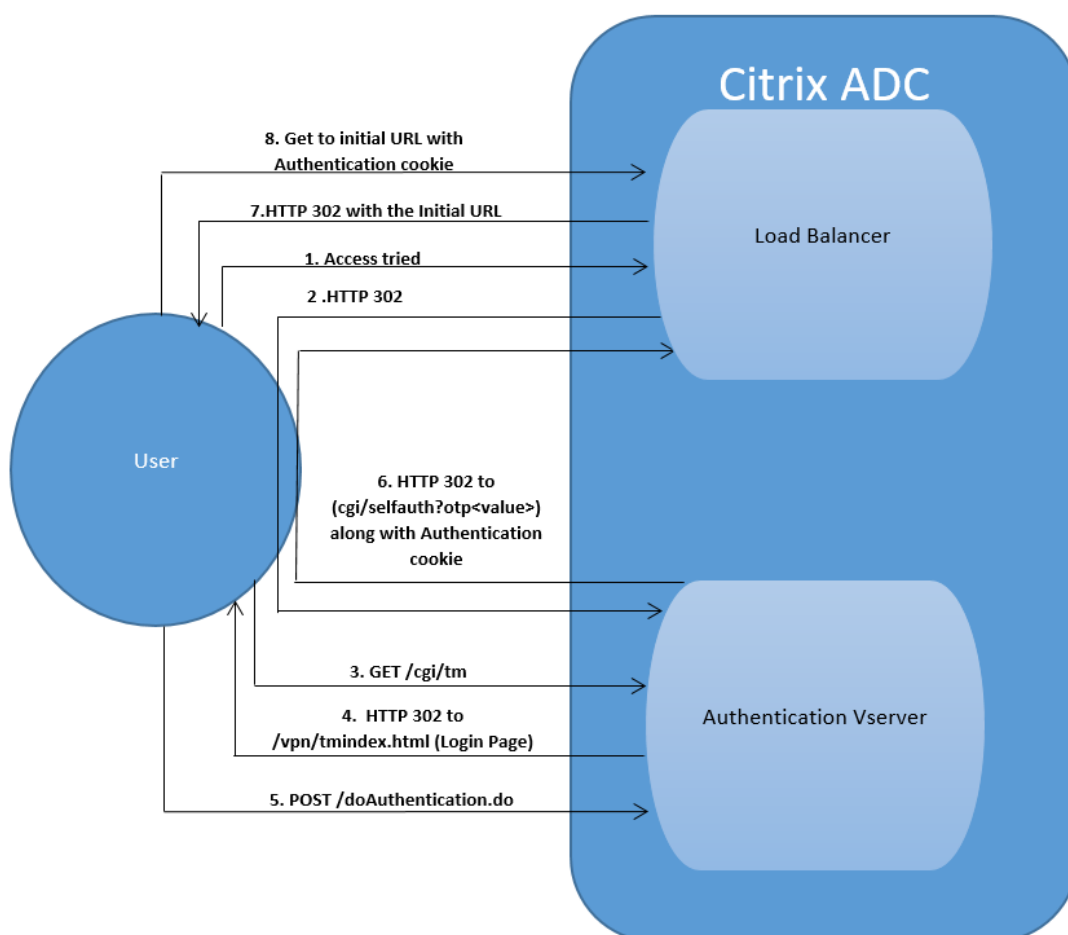 Citrix ADC
8. Get to initial URL with
Authentication cookie
7.HTTP 302 with the Initial URL
Load Balancer
1. Access tried
2 .HTTP 302
User
6. HTTP 302 to
(cgi/selfauth?otp<value>)
along with Authentication
cookie
3. GET /cgi/tm
4. HTTP 302 to
/vpn/tmindex.html (Login Page)
Authentication Vserver
5. POST /doAuthentication.do